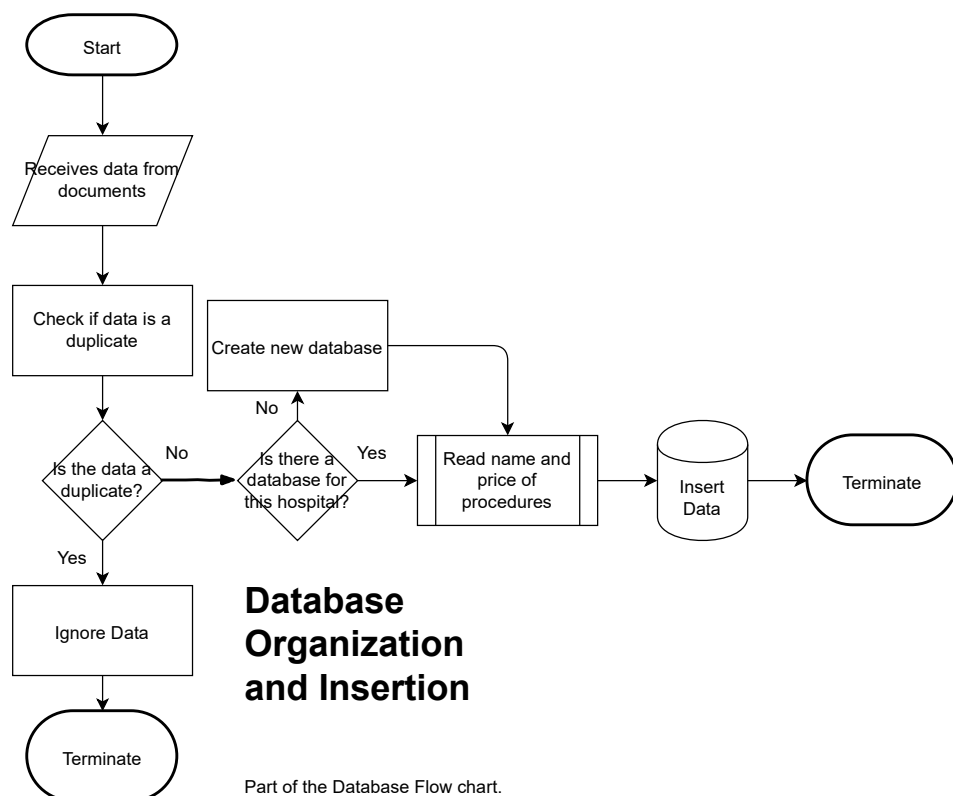 Start
Receives data from
documents
Check if data is a
duplicate
Create new database
No
Is the data a
duplicate?
No
Is there a
database for
this hospital?
Yes
Read name and
price of
procedures
Insert
Data
Terminate
Yes
Ignore Data
Terminate
Database
Organization
and Insertion
Part of the Database Flow chart.